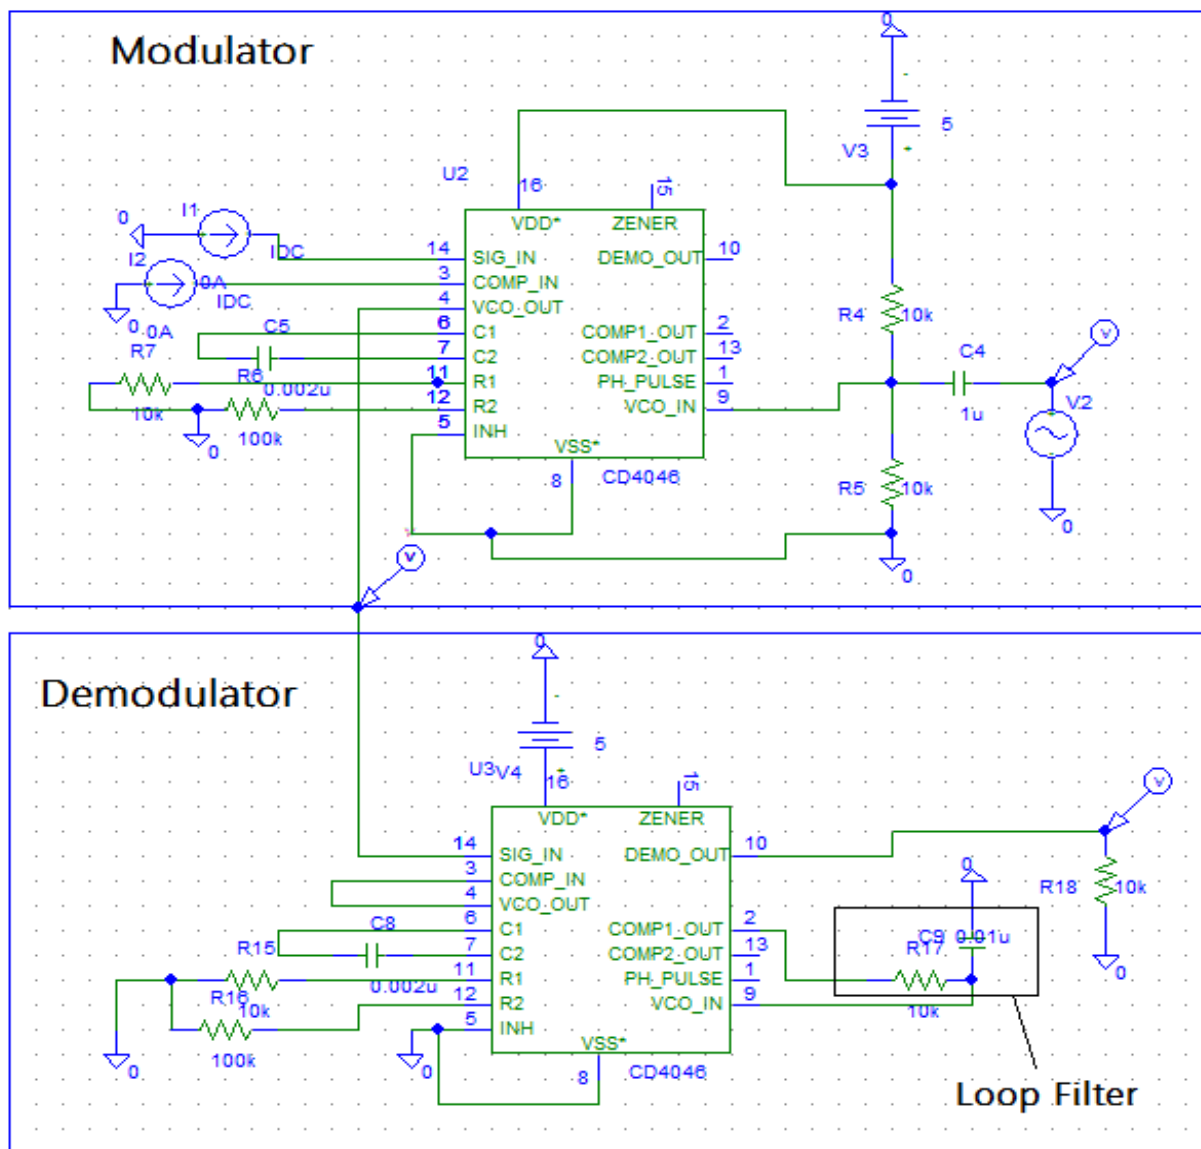 Modulator
0
-
5
V3
+
U2
16
15
VDD*
ZENER
0
I1
IDC
14
SIG_IN
DEMO_OUT
10
I2
0A
IDC
3
COMP_IN
4
VCO_OUT
0
0A
C5
6
C1
COMP1_OUT
2
R4
10k
R7
7
C2
COMP2_OUT
13
C4
R6
0.002u
11
R1
PH_PULSE
1
V2
10k
12
R2
VCO_IN
9
1u
0
100k
5
INH
VSS*
8
CD4046
R5
10k
0
0
V
V
Demodulator
0
-
5
U3
V4
+
16
15
V
VDD*
ZENER
14
SIG_IN
DEMO_OUT
10
3
COMP_IN
0
R18
10k
4
VCO_OUT
C8
6
C1
COMP1_OUT
2
C9
0.01u
R15
7
C2
COMP2_OUT
13
R17
0
R16
10k
0.002u
11
R1
PH_PULSE
1
12
R2
VCO_IN
9
10k
100k
5
INH
0
0
VSS*
8
CD4046
Loop Filter